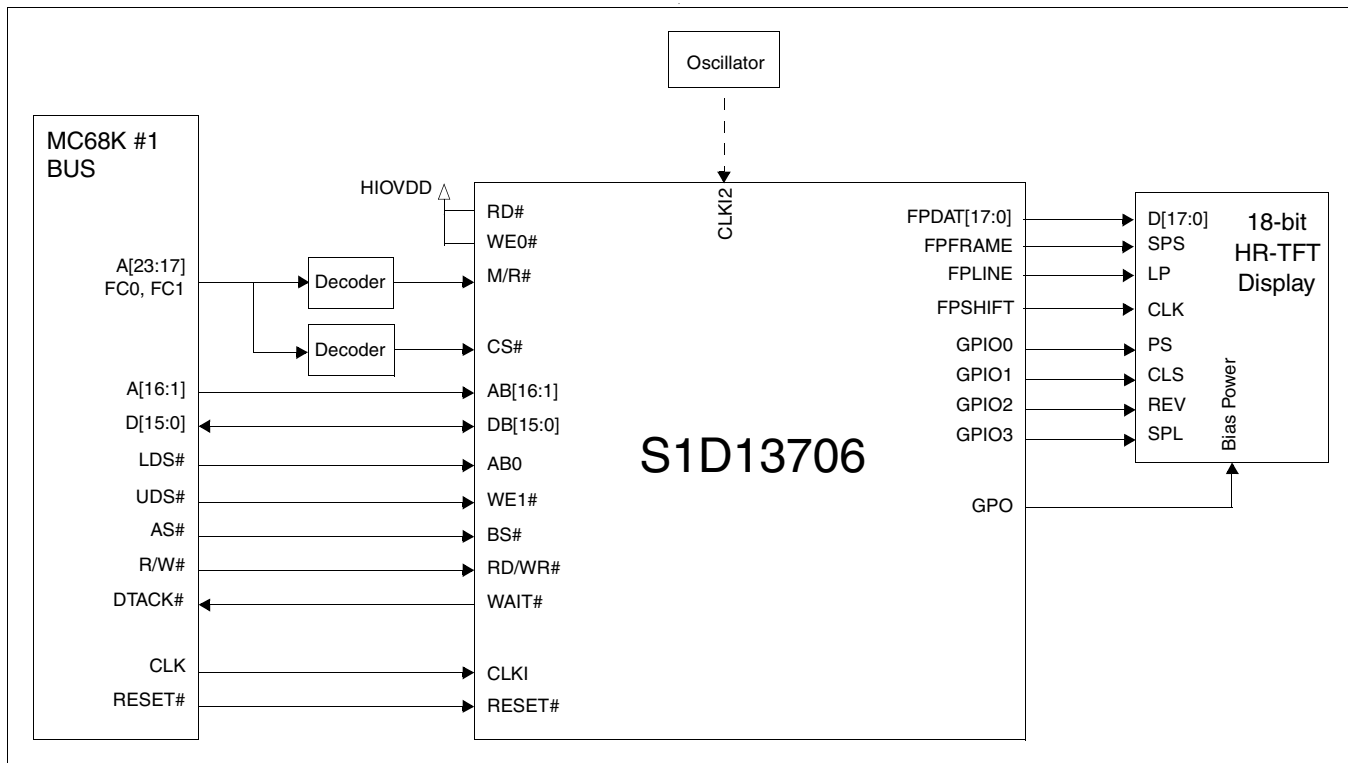 Oscillator
MC68K #1
BUS
A[23:17]
FC0, FC1
A[16:1]
D[15:0]
LDS#
UDS#
AS#
R/W#
DTACK#
CLK
RESET#
HIOVDD
Decoder
Decoder
RD#
WE0#
M/R#
CS#
AB[16:1]
DB[15:0]
AB0
WE1#
BS#
RD/WR#
WAIT#
CLKI
RESET#
CLKI2
S1D13706
FPDAT[17:0]
FPFRAME
FPLINE
FPSHIFT
GPIO0
GPIO1
GPIO2
GPIO3
GPO
D[17:0]
SPS
LP
CLK
PS
CLS
REV
SPL
18-bit
HR-TFT
Display
Bias Power